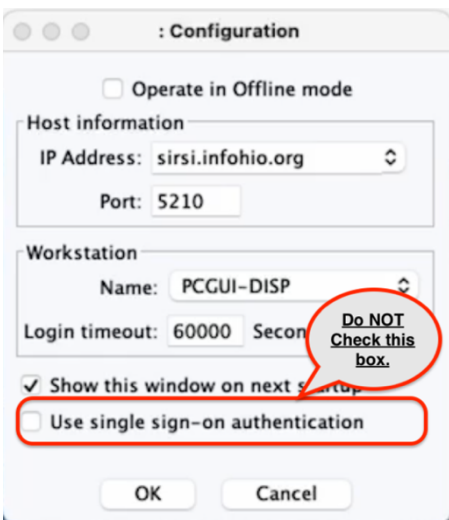 : Configuration
Operate in Offline mode
Host information
IP Address: sirsi.infohio.org
Port: 5210
Workstation
Name: PCGUI-DISP
Login timeout: 60000
Do NOT
Check this
box.
Show this window on next
Use single sign-on authentication
OK Cancel